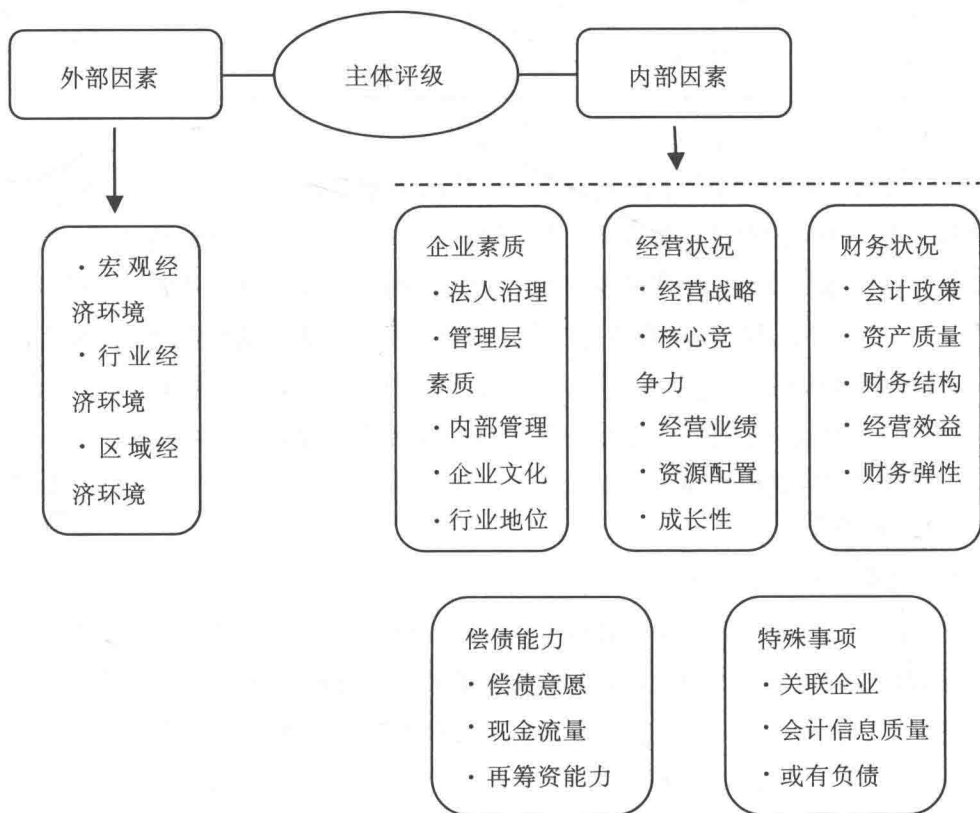 外部因素
主体评级
内部因素
· 宏观经
济环境
· 行业经
济环境
· 区域经
济环境
企业素质
· 法人治理
· 管理层
素质
· 内部管理
· 企业文化
· 行业地位
经营状况
· 经营战略
· 核心竞
争力
· 经营业绩
· 资源配置
· 成长性
财务状况
· 会计政策
· 资产质量
· 财务结构
· 经营效益
· 财务弹性
偿债能力
· 偿债意愿
· 现金流量
· 再筹资能力
特殊事项
· 关联企业
· 会计信息质量
· 或有负债